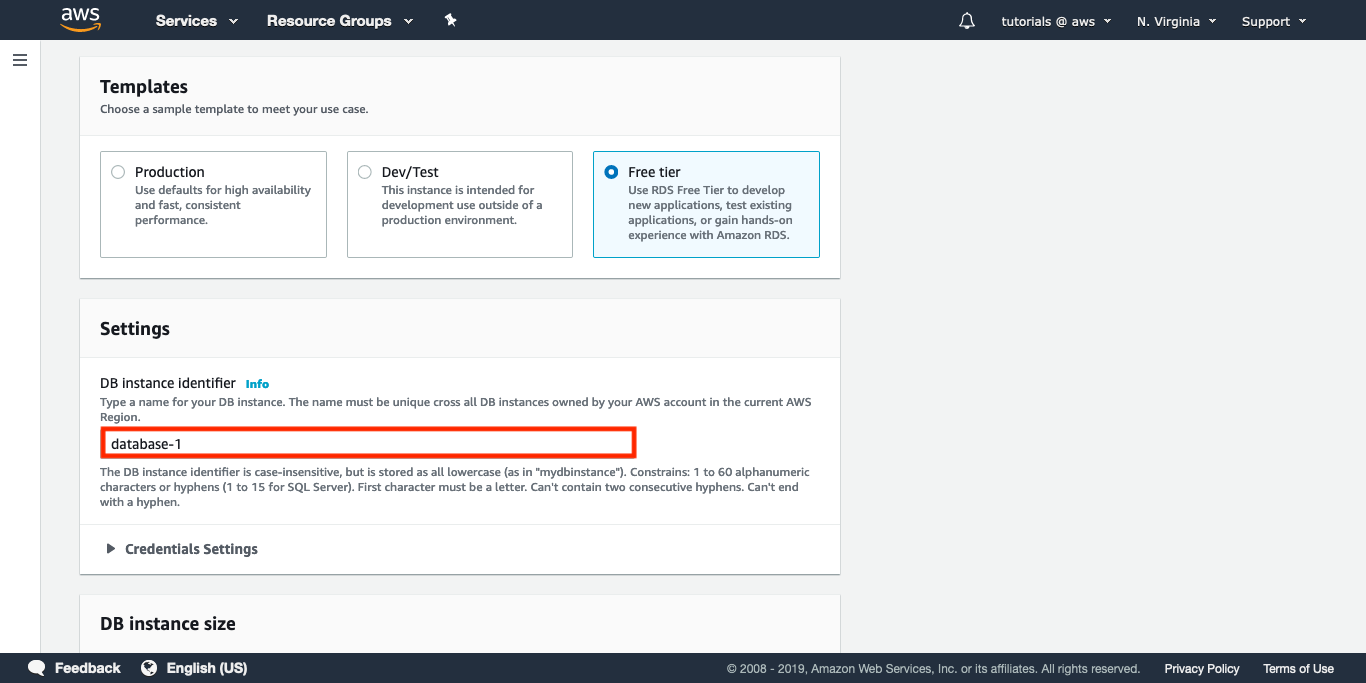 aws
Services
Resource Groups
tutorials @ aws
N. Virginia
Support
Templates
Choose a sample template to meet your use case.
Production
Use defaults for high availability
and fast, consistent
performance.
Dev/Test
This instance is intended for
development use outside of a
production environment.
Free tier
Use RDS Free Tier to develop
new applications, test existing
applications, or gain hands-on
experience with Amazon RDS.
Settings
DB instance identifier Info
Type a name for your DB instance. The name must be unique cross all DB instances owned by your AWS account in the current AWS
Region.
database-1
The DB instance identifier is case-insensitive, but is stored as all lowercase (as in "mydbinstance"). Constrains: 1 to 60 alphanumeric
characters or hyphens (1 to 15 for SQL Server). First character must be a letter. Can't contain two consecutive hyphens. Can't end
with a hyphen.
Credentials Settings
DB instance size
Feedback
English (US)
© 2008 - 2019, Amazon Web Services, Inc. or its affiliates. All rights reserved.
Privacy Policy
Terms of Use